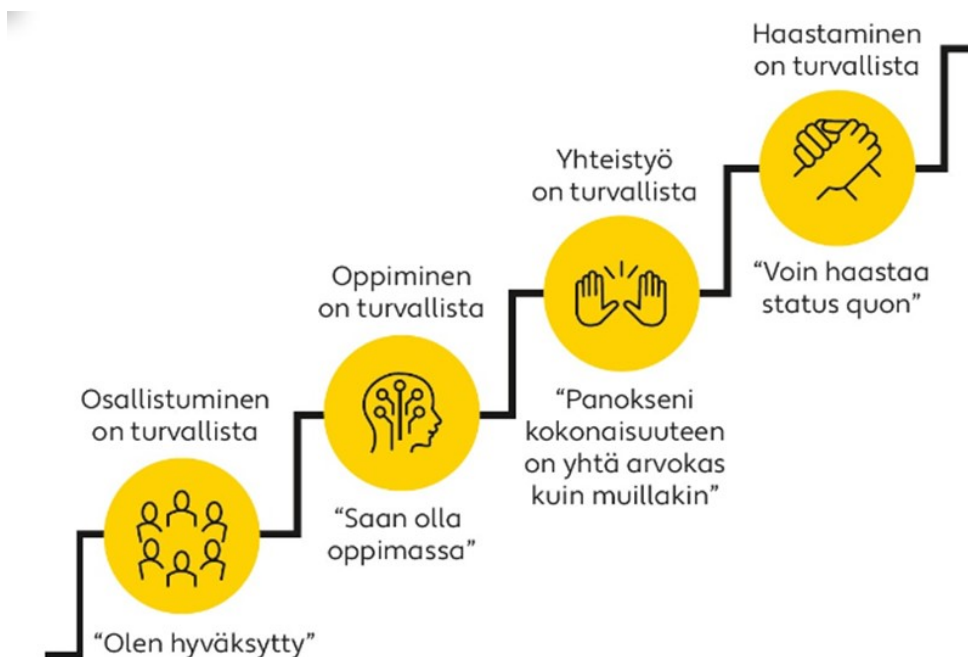 Osallistuminen
on turvallista
“Olen hyväksytty”
Oppiminen
on turvallista
“Saan olla
oppimassa”
Yhteistyö
on turvallista
“Panokseni
kokonaisuuteen
on yhtä arvokas
kuin muillakin”
Haastaminen
on turvallista
“Voin haastaa
status quon”